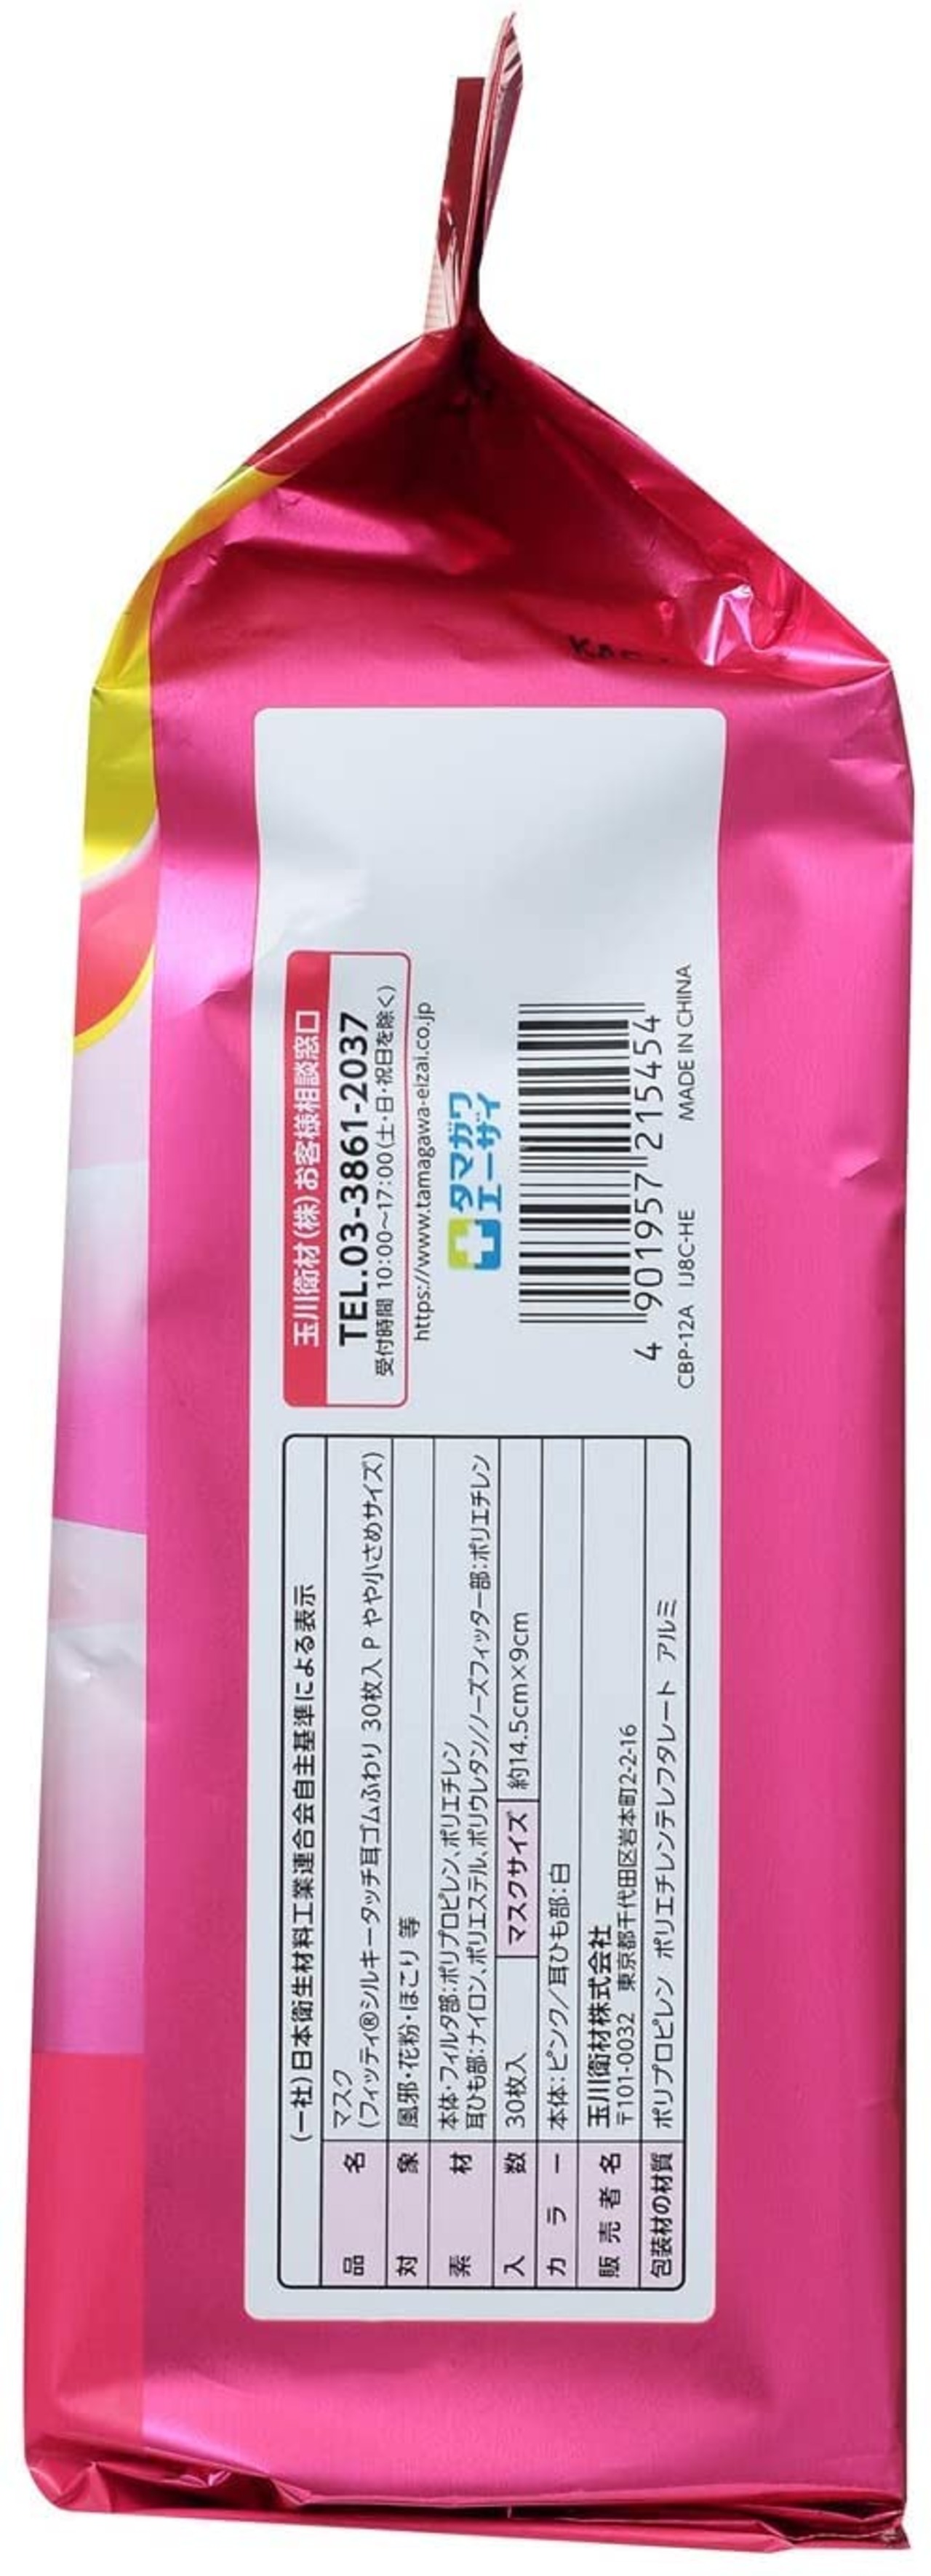 (一社)日本衛生材料工業連合会自主基準による表示
品名 マスク
(フィッティ®シルキータッチ耳ゴムふわり 30枚入 P やや小さめサイズ)
対象 風邪・花粉・ほこり 等
素材 本体・フィルタ部:ポリプロピレン、ポリエチレン
耳ひも部:ナイロン、ポリエステル、ポリウレタン/ノーズフィッター部:ポリエチレン
入数 30枚入 マスクサイズ 約14.5cm×9cm
カラー 本体:ピンク/耳ひも部:白
販売者名 玉川衛材株式会社
〒101-0032 東京都千代田区岩本町2-2-16
包装材の材質 ポリプロピレン ポリエチレンテレフタレート アルミ
玉川衛材(株)お客様相談窓口
TEL.03-3861-2037
受付時間 10:00~17:00(土・日・祝日を除く)
https://www.tamagawa-eizai.co.jp
タマガワ
エーザイ
4 901957 215454
CBP-12A IJ8C-HE MADE IN CHINA